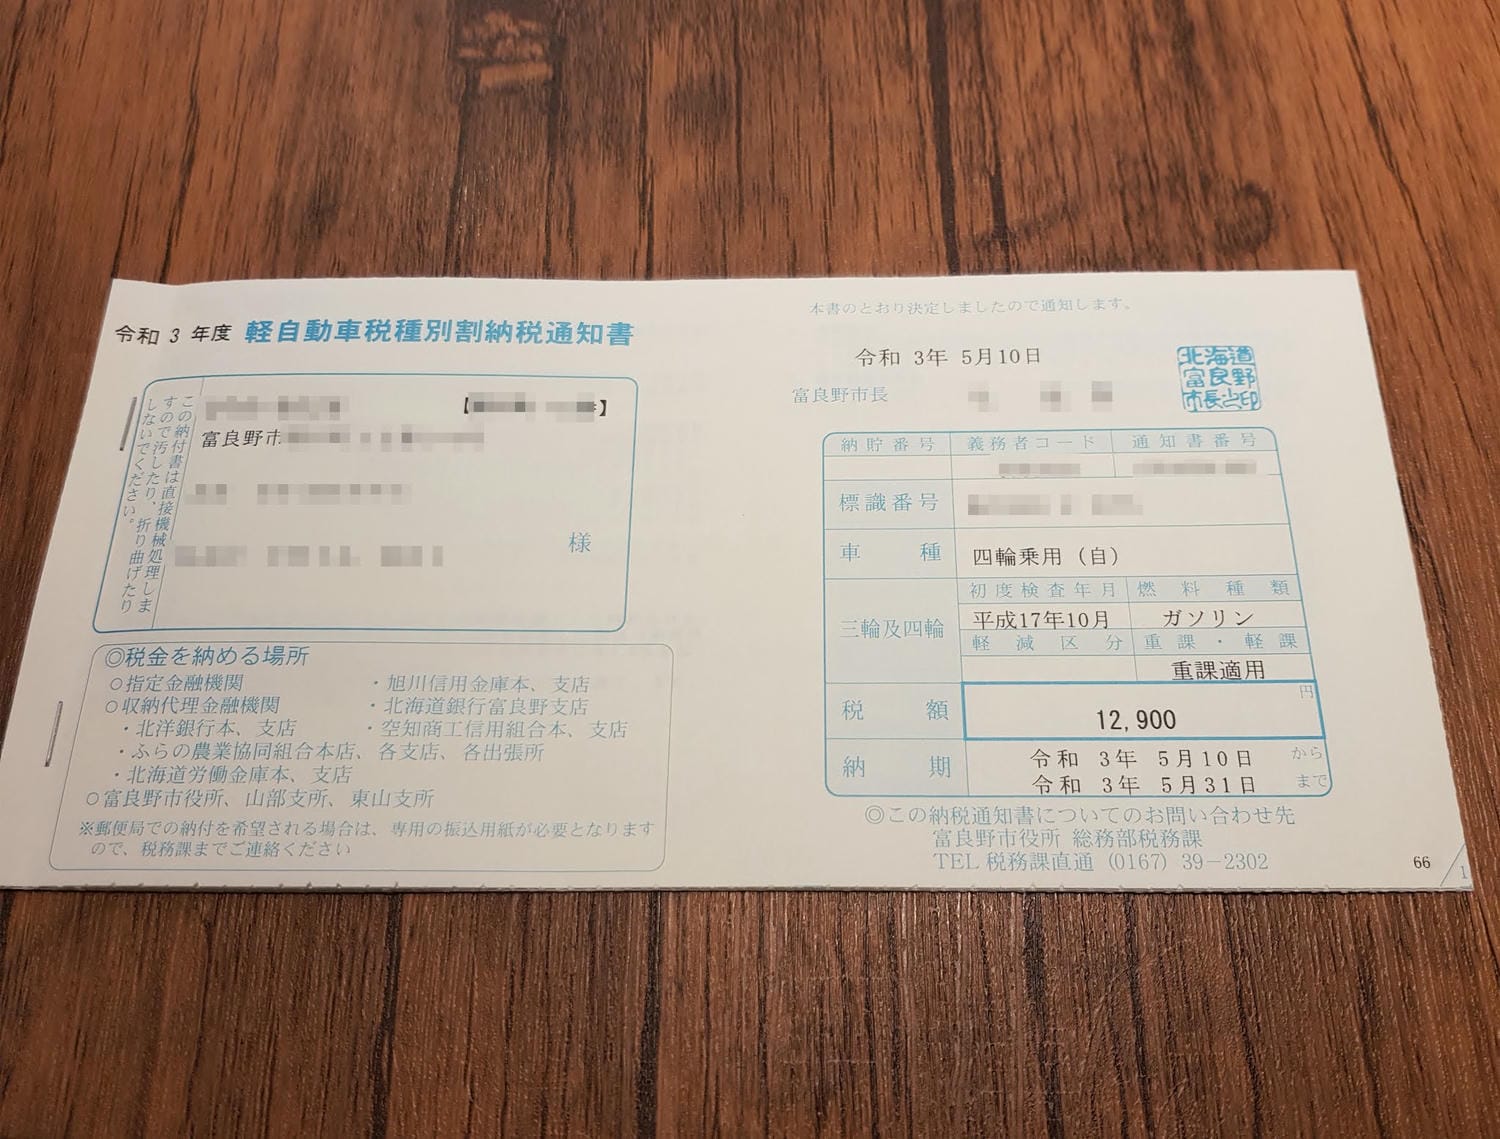 令和 3 年度 軽自動車税種別割納税通知書
この納付書は直接機械処理しま
すので汚したり、折り曲げたり
しないでください。
【 】
富良野市
様
◎税金を納める場所
○指定金融機関
・旭川信用金庫本、支店
○収納代理金融機関
・北海道銀行富良野支店
・北洋銀行本、支店
・空知商工信用組合本、支店
・ふらの農業協同組合本店、各支店、各出張所
・北海道労働金庫本、支店
○富良野市役所、山部支所、東山支所
※郵便局での納付を希望される場合は、専用の振込用紙が必要となります
ので、税務課までご連絡ください
本書のとおり決定しましたので通知します。
令和 3年 5月10日
富良野市長
北海道
富良野
市長之印
納貯番号 義務者コード 通知書番号
標識番号
車種 四輪乗用（自）
三輪及四輪
初度検査年月 燃料種類
平成17年10月 ガソリン
軽減区分 重課・軽課
重課適用
税額 12,900 円
納期 令和 3年 5月10日 から
令和 3年 5月31日 まで
◎この納税通知書についてのお問い合わせ先
富良野市役所 総務部税務課
TEL 税務課直通 (0167) 39－2302
66
1